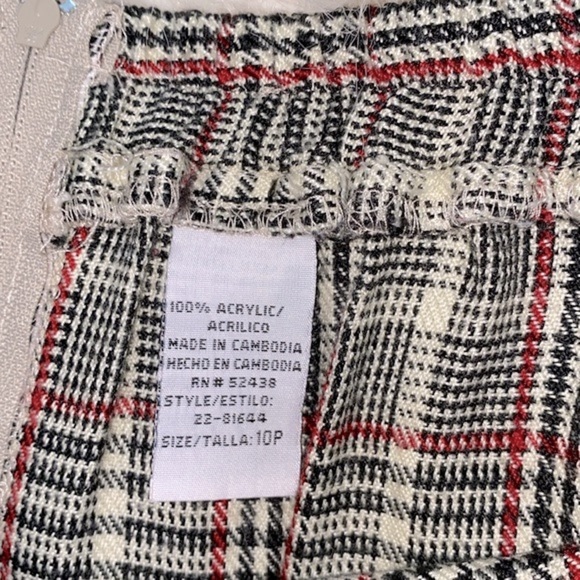 100% ACRYLIC/
ACRILICO
MADE IN CAMBODIA
HECHO EN CAMBODIA
RN# 52438
STYLE/ESTILO:
22-81644
SIZE/TALLA: 10P